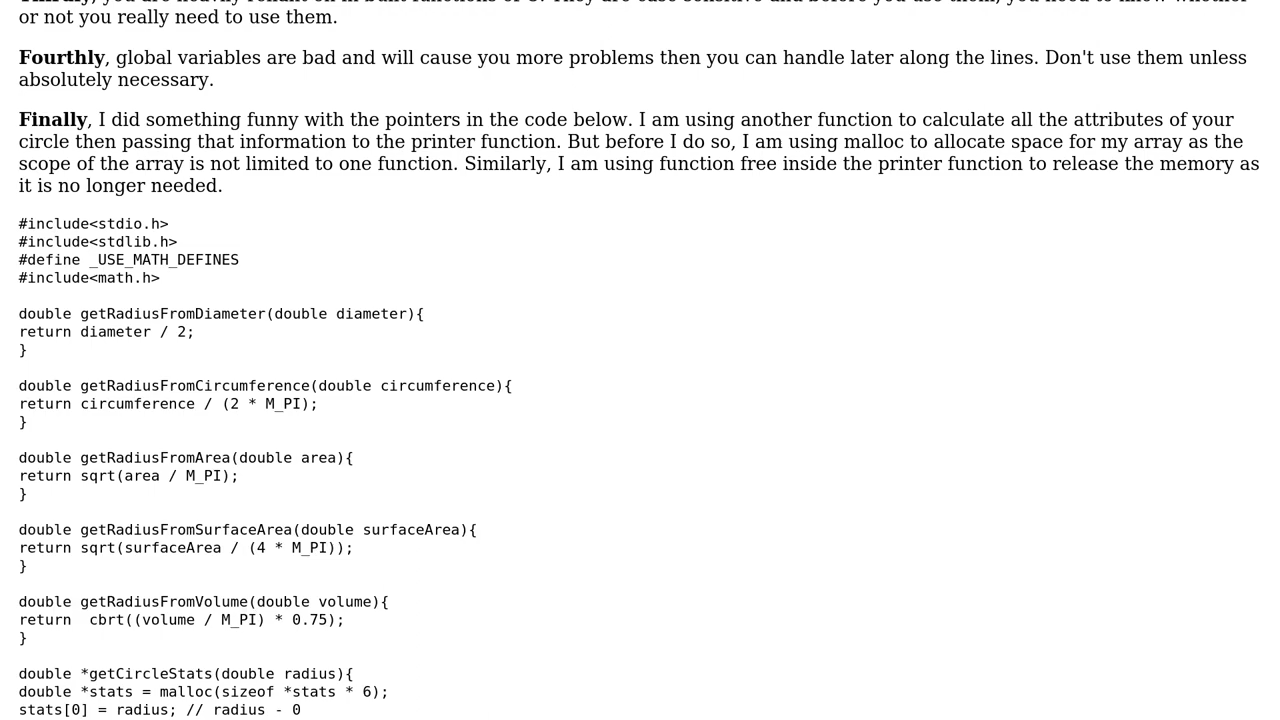 or not you really need to use them.
Fourthly, global variables are bad and will cause you more problems then you can handle later along the lines. Don't use them unless
absolutely necessary.
Finally, I did something funny with the pointers in the code below. I am using another function to calculate all the attributes of your
circle then passing that information to the printer function. But before I do so, I am using malloc to allocate space for my array as the
scope of the array is not limited to one function. Similarly, I am using function free inside the printer function to release the memory as
it is no longer needed.
#include<stdio.h>
#include<stdlib.h>
#define _USE_MATH_DEFINES
#include<math.h>
double getRadiusFromDiameter(double diameter){
return diameter / 2;
}
double getRadiusFromCircumference(double circumference){
return circumference / (2 * M_PI);
}
double getRadiusFromArea(double area){
return sqrt(area / M_PI);
}
double getRadiusFromSurfaceArea(double surfaceArea){
return sqrt(surfaceArea / (4 * M_PI));
}
double getRadiusFromVolume(double volume){
return  cbrt((volume / M_PI) * 0.75);
}
double *getCircleStats(double radius){
double *stats = malloc(sizeof *stats * 6);
stats[0] = radius; // radius - 0